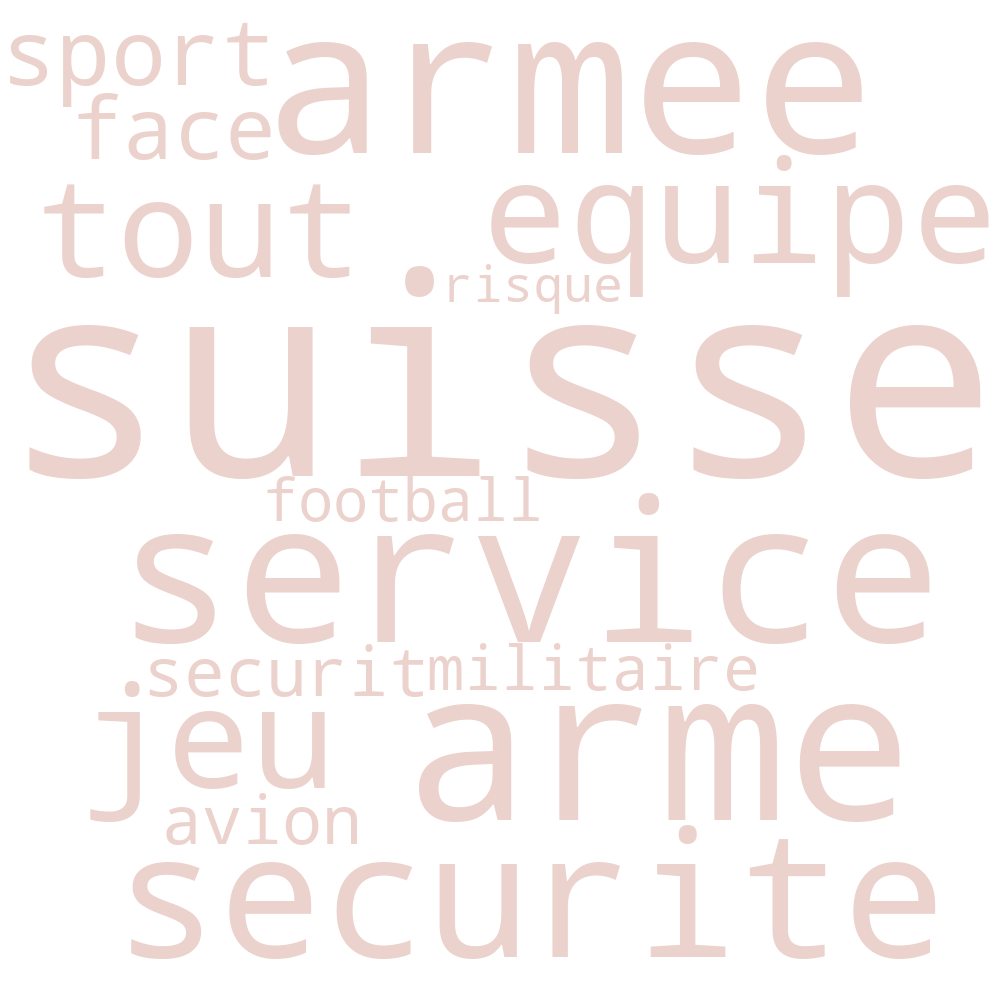 sport armee
face
tout equipe
risque
suisse
football
service
securit militaire
jeu arme
avion
securite